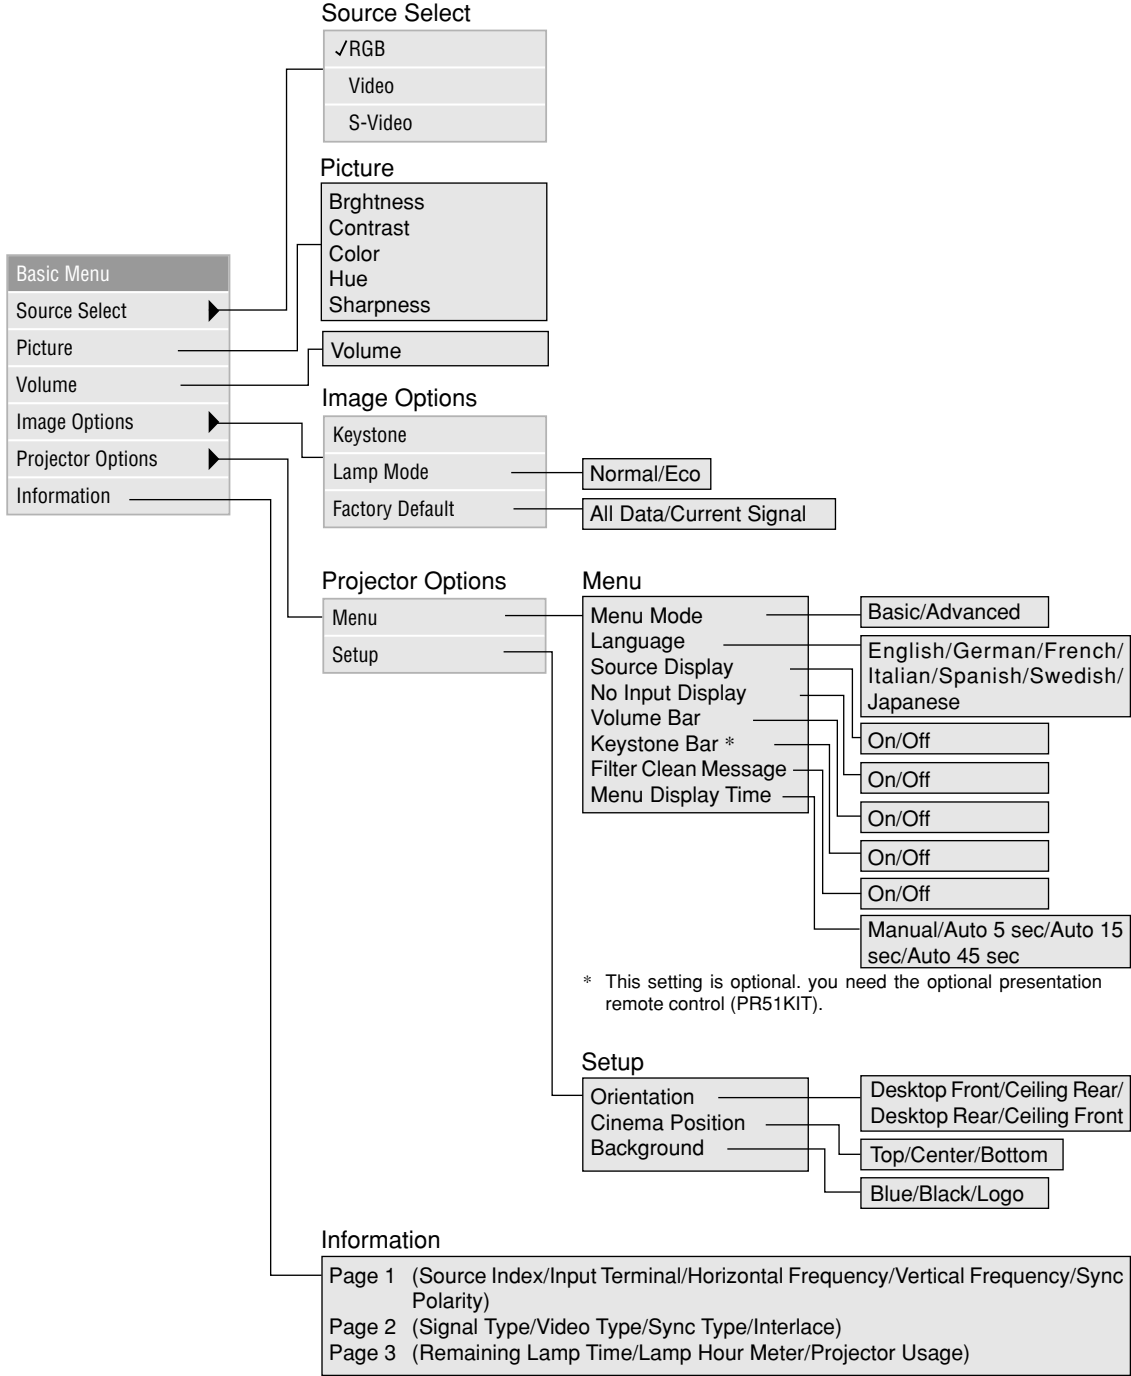 Source Select
✓RGB
Video
S-Video
Picture
Brghtness
Contrast
Color
Hue
Sharpness
Basic Menu
Source Select
Picture
Volume
Image Options
Projector Options
Information
Volume
Image Options
Keystone
Lamp Mode
Normal/Eco
Factory Default
All Data/Current Signal
Projector Options
Menu
Setup
Menu
Menu Mode
Language
Source Display
No Input Display
Volume Bar
Keystone Bar *
Filter Clean Message
Menu Display Time
Basic/Advanced
English/German/French/
Italian/Spanish/Swedish/
Japanese
On/Off
On/Off
On/Off
On/Off
On/Off
Manual/Auto 5 sec/Auto 15
sec/Auto 45 sec
* This setting is optional. you need the optional presentation
remote control (PR51KIT).
Setup
Orientation
Cinema Position
Background
Desktop Front/Ceiling Rear/
Desktop Rear/Ceiling Front
Top/Center/Bottom
Blue/Black/Logo
Information
Page 1 (Source Index/Input Terminal/Horizontal Frequency/Vertical Frequency/Sync
Polarity)
Page 2 (Signal Type/Video Type/Sync Type/Interlace)
Page 3 (Remaining Lamp Time/Lamp Hour Meter/Projector Usage)